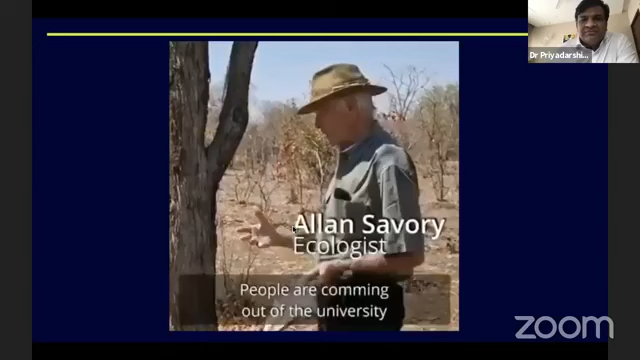 Dr Priyadarshi...
Allan Savory
Ecologist
People are comming
out of the university
zoom